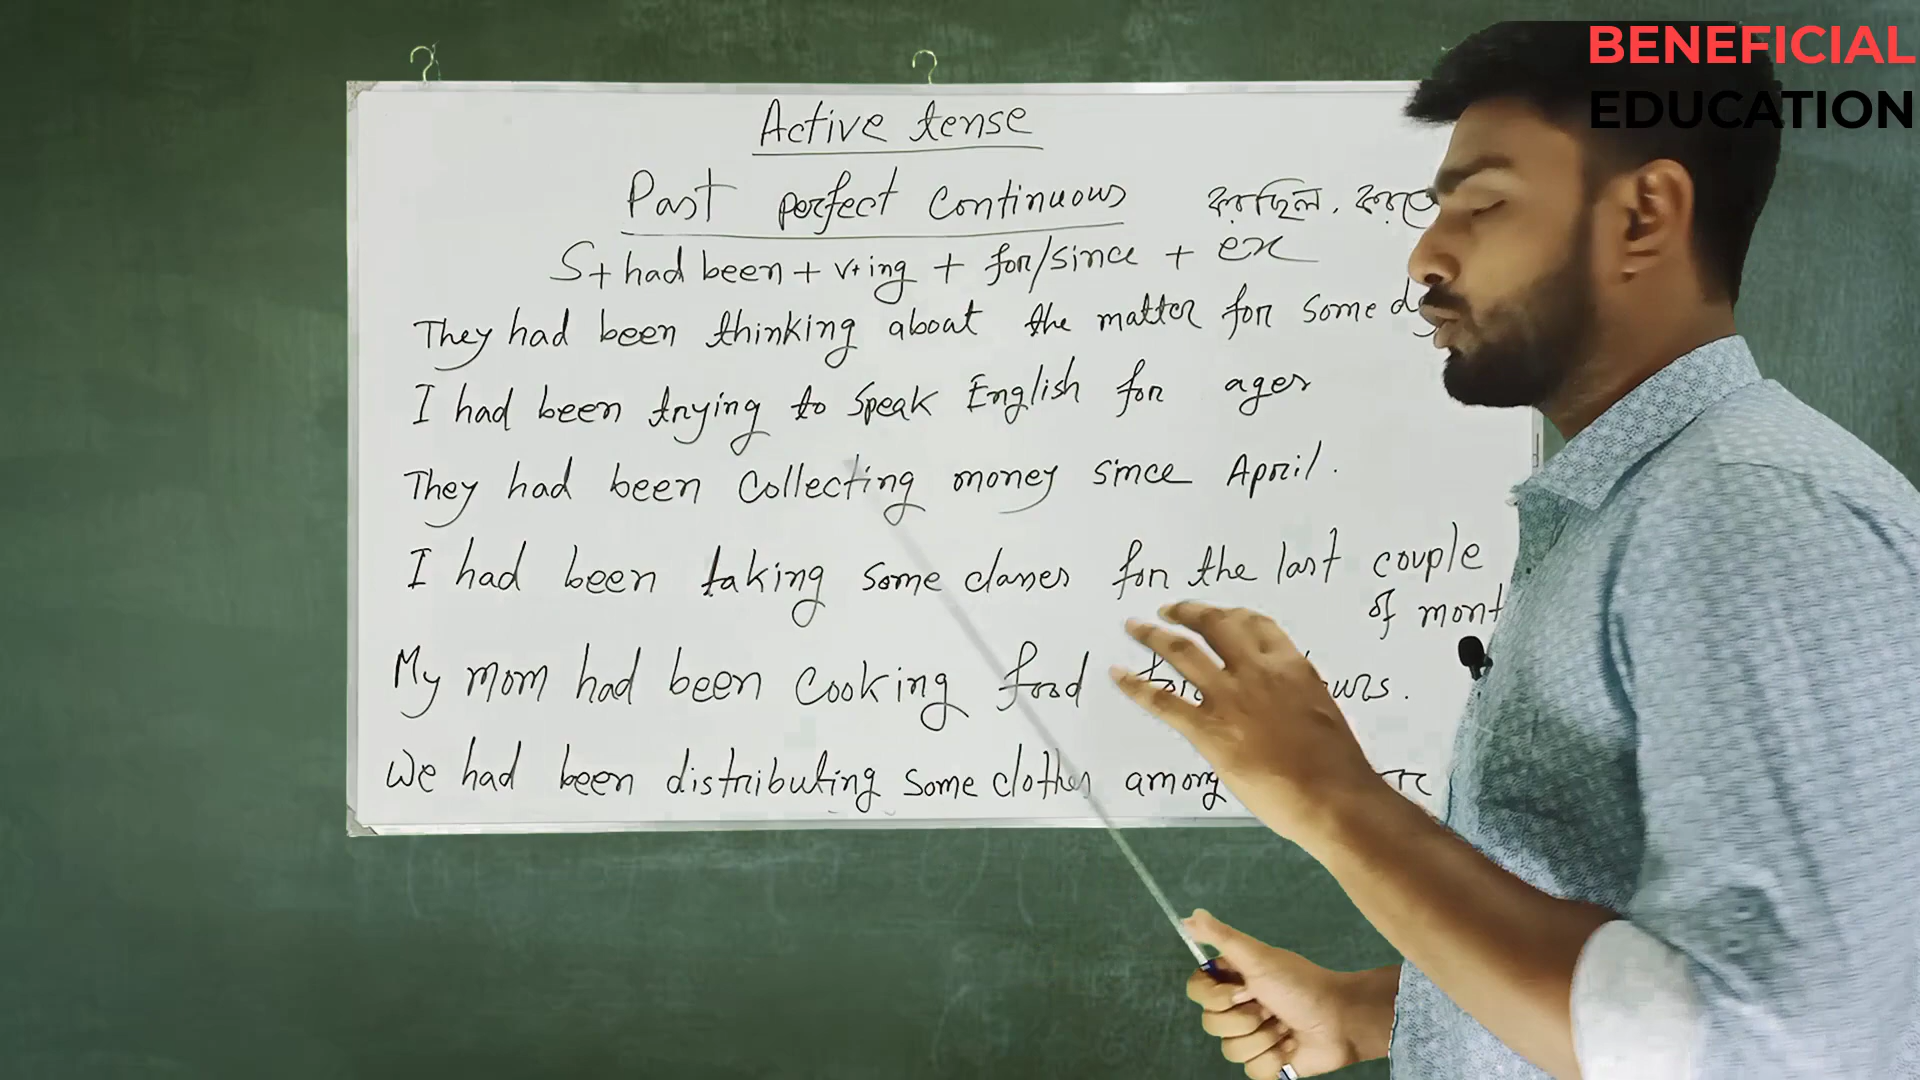 BENEFICIAL
EDUCATION
Active tense
Past perfect continuous করছিল, করতে
S+ had been + v+ing + for/since + ex
They had been thinking about the matter for some
I had been trying to speak English for ages
They had been collecting money since April.
I had been taking some classes for the last couple
of mont
My mom had been cooking food
We had been distributing some clothes among